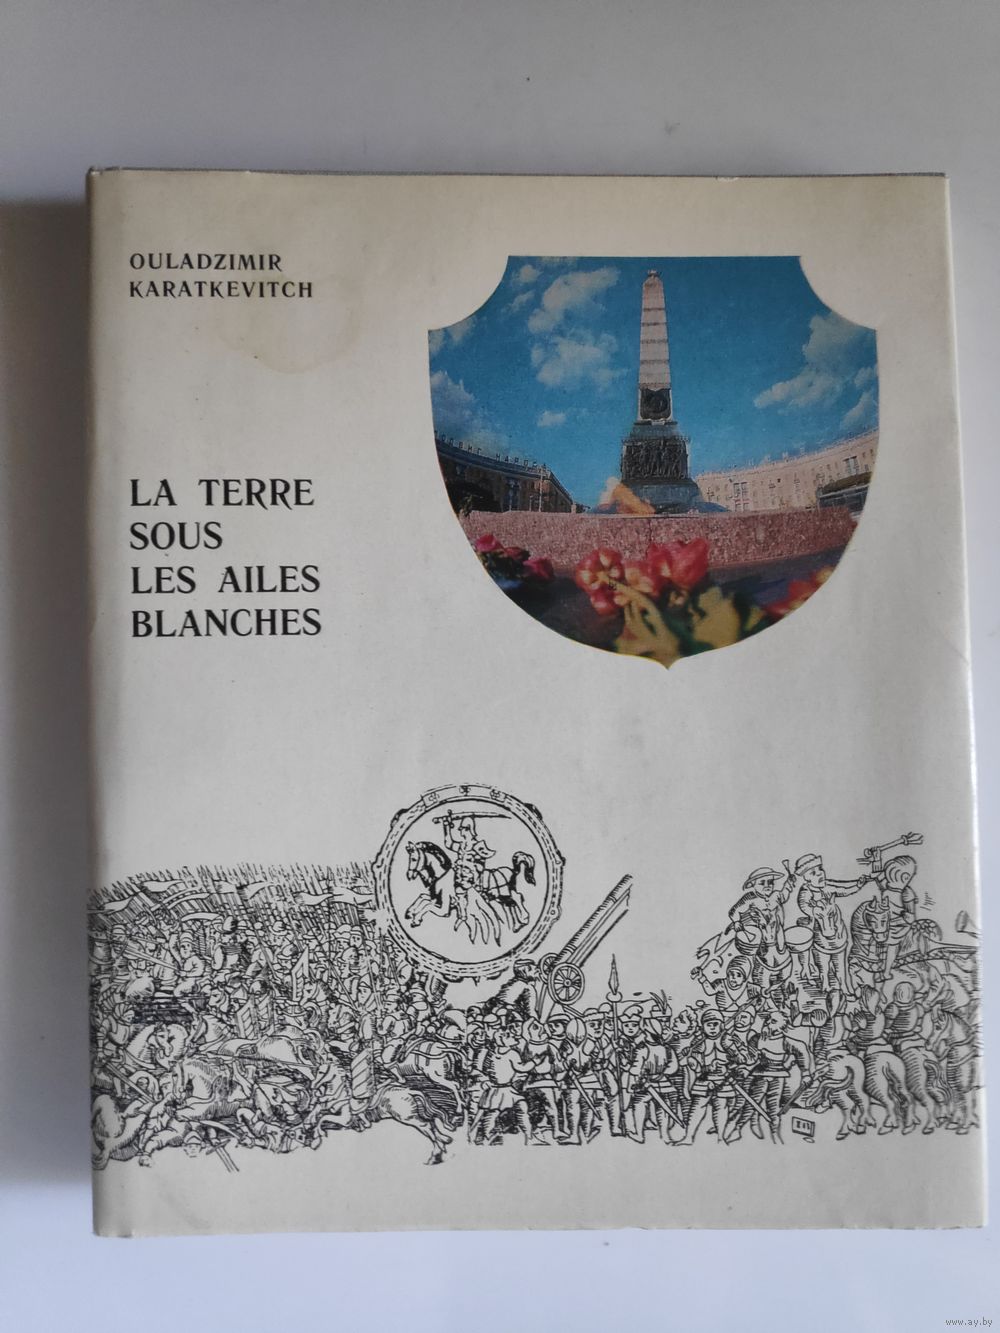 OULADZIMIR
KARATKEVITCH
LA TERRE
SOUS
LES AILES
BLANCHES
www.ay.by